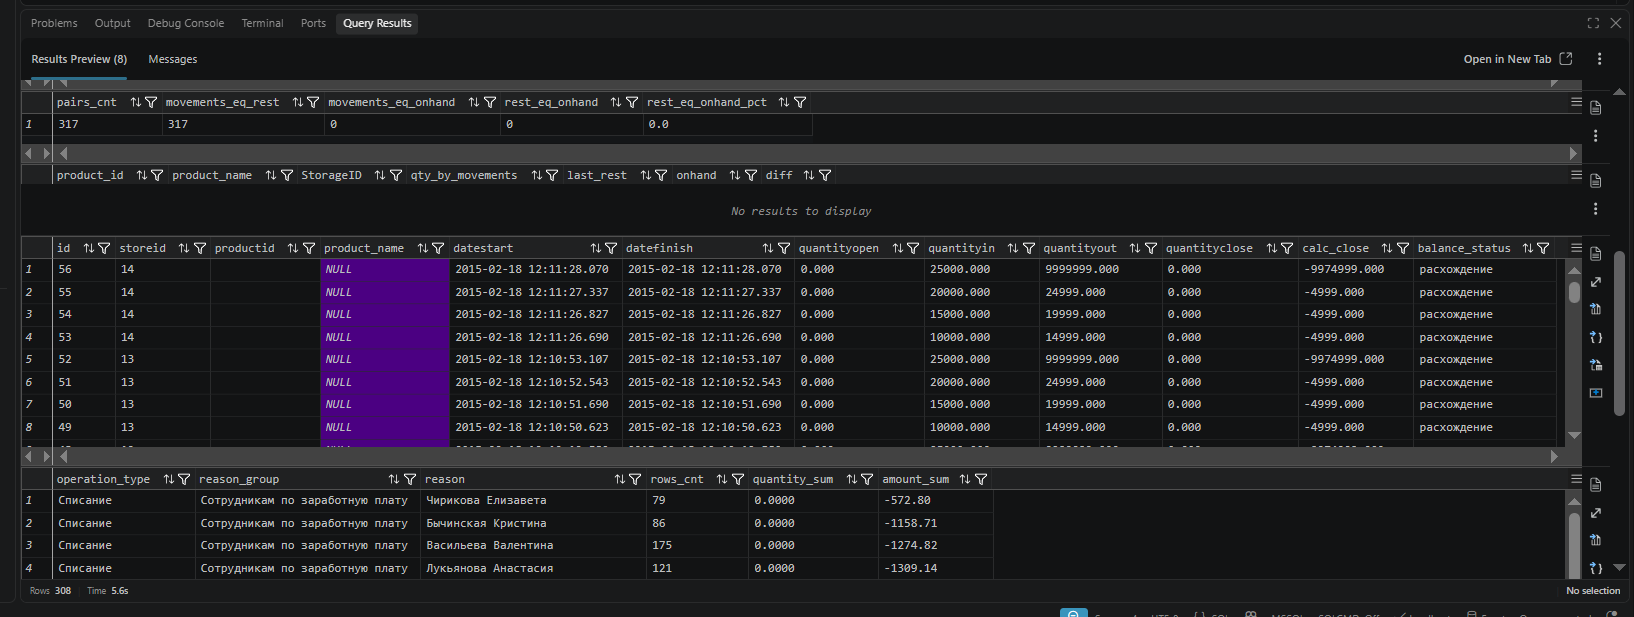 Problems Output Debug Console Terminal Ports Query Results
Results Preview (8) Messages Open in New Tab
pairs_cnt movements_eq_rest movements_eq_onhand rest_eq_onhand rest_eq_onhand_pct
1 317 317 0 0 0.0
product_id product_name StorageID qty_by_movements last_rest onhand diff
No results to display
id storeid productid product_name datestart datefinish quantityopen quantityin quantityout quantityclose calc_close balance_status
1 56 14 NULL 2015-02-18 12:11:28.070 2015-02-18 12:11:28.070 0.000 25000.000 9999999.000 0.000 -9974999.000 расхождение
2 55 14 NULL 2015-02-18 12:11:27.337 2015-02-18 12:11:27.337 0.000 20000.000 24999.000 0.000 -4999.000 расхождение
3 54 14 NULL 2015-02-18 12:11:26.827 2015-02-18 12:11:26.827 0.000 15000.000 19999.000 0.000 -4999.000 расхождение
4 53 14 NULL 2015-02-18 12:11:26.690 2015-02-18 12:11:26.690 0.000 10000.000 14999.000 0.000 -4999.000 расхождение
5 52 13 NULL 2015-02-18 12:10:53.107 2015-02-18 12:10:53.107 0.000 25000.000 9999999.000 0.000 -9974999.000 расхождение
6 51 13 NULL 2015-02-18 12:10:52.543 2015-02-18 12:10:52.543 0.000 20000.000 24999.000 0.000 -4999.000 расхождение
7 50 13 NULL 2015-02-18 12:10:51.690 2015-02-18 12:10:51.690 0.000 15000.000 19999.000 0.000 -4999.000 расхождение
8 49 13 NULL 2015-02-18 12:10:50.623 2015-02-18 12:10:50.623 0.000 10000.000 14999.000 0.000 -4999.000 расхождение
operation_type reason_group reason rows_cnt quantity_sum amount_sum
1 Списание Сотрудникам по заработную плату Чирикова Елизавета 79 0.0000 -572.80
2 Списание Сотрудникам по заработную плату Бычинская Кристина 86 0.0000 -1158.71
3 Списание Сотрудникам по заработную плату Васильева Валентина 175 0.0000 -1274.82
4 Списание Сотрудникам по заработную плату Лукьянова Анастасия 121 0.0000 -1309.14
Rows 308 Time 5.6s No selection